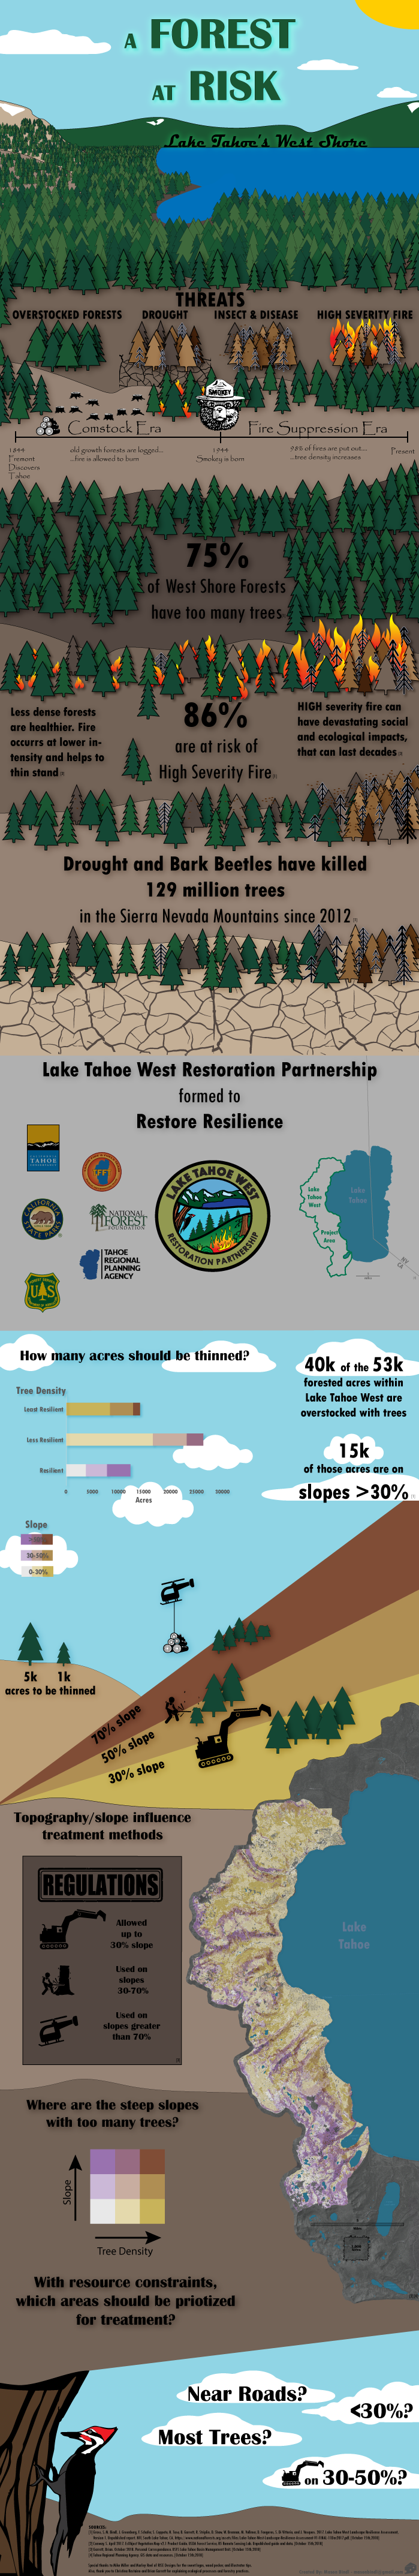 A FOREST
AT RISK
Lake Tahoe's West Shore
THREATS
OVERSTOCKED FORESTS
DROUGHT
INSECT & DISEASE
HIGH SEVERITY FIRE
SMOKEY
Comstock Era
Fire Suppression Era
1844
Fremont
Discovers
Tahoe
old growth forests are logged...
...fire is allowed to burn
1944
Smokey is born
98% of fires are put out...
...tree density increases
Present
75%
of West Shore Forests
have too many trees
Less dense forests
are healthier. Fire
occurrs at lower in-
tensity and helps to
thin stand
86%
are at risk of
High Severity Fire
HIGH severity fire can
have devastating social
and ecological impacts,
that can last decades
Drought and Bark Beetles have killed
129 million trees
in the Sierra Nevada Mountains since 2012
Lake Tahoe West Restoration Partnership
formed to
Restore Resilience
CALIFORNIA
TAHOE
CONSERVANCY
TFFT
CALIFORNIA
STATE PARKS
NATIONAL
FOREST
FOUNDATION
TAHOE
REGIONAL
PLANNING
AGENCY
US
LAKE TAHOE WEST
RESTORATION PARTNERSHIP
Lake
Tahoe
West
Project
Area
Lake
Tahoe
NV
CA
How many acres should be thinned?
Tree Density
Least Resilient
Less Resilient
Resilient
0 5000 10000 15000 20000 25000 30000
Acres
40k of the 53k
forested acres within
Lake Tahoe West are
overstocked with trees
15k
of those acres are on
slopes >30%
Slope
30-50%
0-30%
5k 1k
acres to be thinned
70% slope
50% slope
30% slope
Topography/slope influence
treatment methods
REGULATIONS
Allowed
up to
30% slope
Used on
slopes
30-70%
Used on
slopes greater
than 70%
Lake
Tahoe
Where are the steep slopes
with too many trees?
Slope
Tree Density
With resource constraints,
which areas should be priotized
for treatment?
Near Roads?
<30%?
Most Trees?
on 30-50%?
SOURCES: